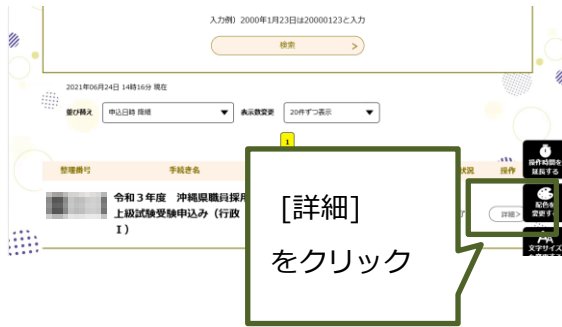 入力例）2000年1月23日は20000123と入力
検索 >
2021年06月24日 14時16分 現在
並び替え 申込日時 降順 ▼ 表示数変更 20件ずつ表示 ▼
1
整理番号 手続き名 状況 操作
令和３年度 沖縄県職員採用
上級試験受験申込み（行政
Ⅰ）
詳細>
[詳細]
をクリック
操作時間を
延長する
配色を
変更する
文字サイズ